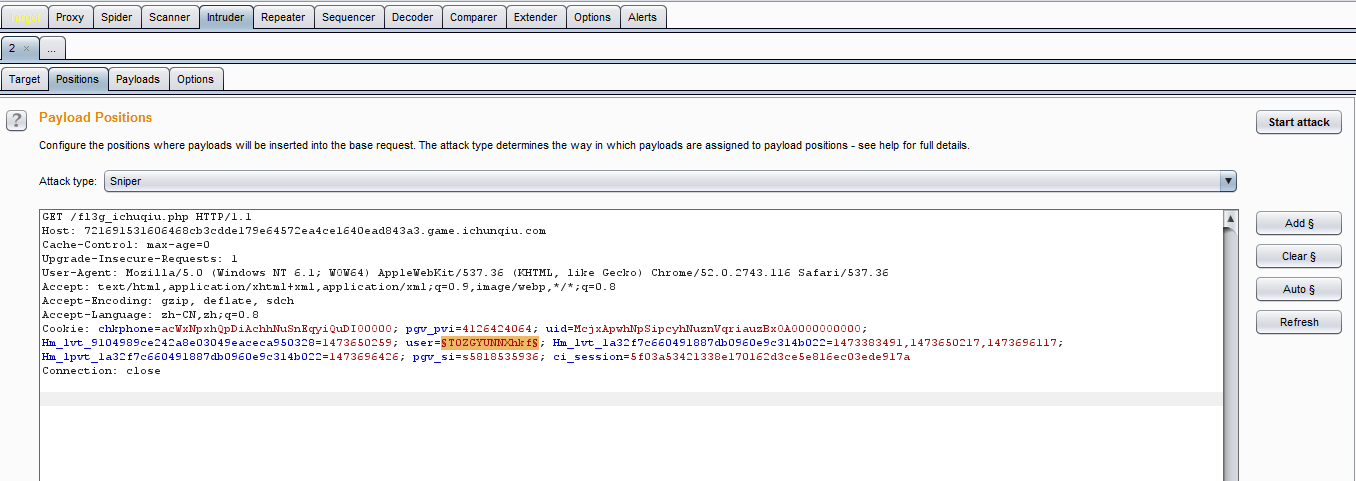 Target Proxy Spider Scanner Intruder Repeater Sequencer Decoder Comparer Extender Options Alerts
2 × ...
Target Positions Payloads Options
? Payload Positions
Start attack
Configure the positions where payloads will be inserted into the base request. The attack type determines the way in which payloads are assigned to payload positions - see help for full details.
Attack type: Sniper
GET /fl3g_ichuqiu.php HTTP/1.1
Add §
Host: 721691531606468cb3cdde179e64572ea4ce1640ead843a3.game.ichunqiu.com
Cache-Control: max-age=0
Upgrade-Insecure-Requests: 1
Clear §
User-Agent: Mozilla/5.0 (Windows NT 6.1; WOW64) AppleWebKit/537.36 (KHTML, like Gecko) Chrome/52.0.2743.116 Safari/537.36
Accept: text/html,application/xhtml+xml,application/xml;q=0.9,image/webp,*/*;q=0.8
Auto §
Accept-Encoding: gzip, deflate, sdch
Accept-Language: zh-CN,zh;q=0.8
Refresh
Cookie: chkphone=acWxNpxhQpDiAchhNuSnEqyiQuDIO0000; pgv_pvi=4126424064; uid=McjxApwhNpSipcyhNuznVqriauzBx0A0000000000;
Hm_lvt_9104989ce242a8e03049eaceca950328=1473650259; user=§TOZGYUNNXhkf§; Hm_lvt_1a32f7c660491887db0960e9c314b022=1473383491,1473650217,1473696117;
Hm_lpvt_1a32f7c660491887db0960e9c314b022=1473696426; pgv_si=s5818535936; ci_session=5f03a53421338e170162d3ce5e816ec03ede917a
Connection: close